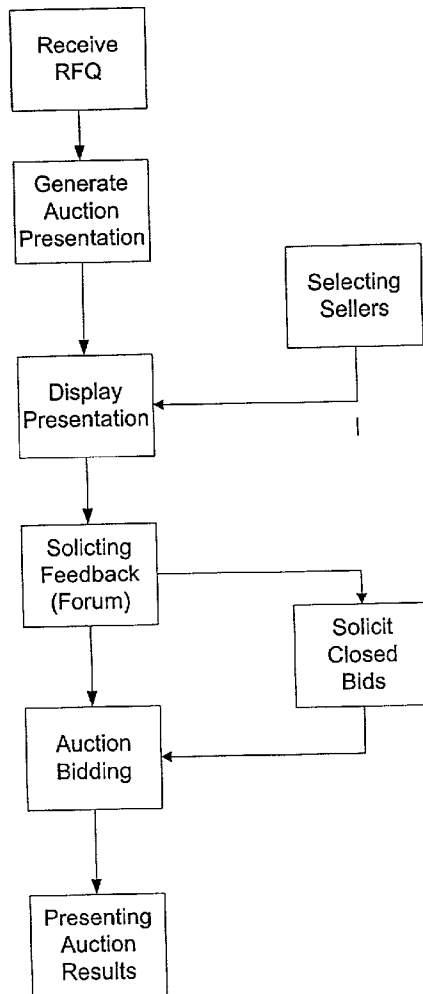 Receive
RFQ
Generate
Auction
Presentation
Selecting
Sellers
Display
Presentation
Solicting
Feedback
(Forum)
Solicit
Closed
Bids
Auction
Bidding
Presenting
Auction
Results